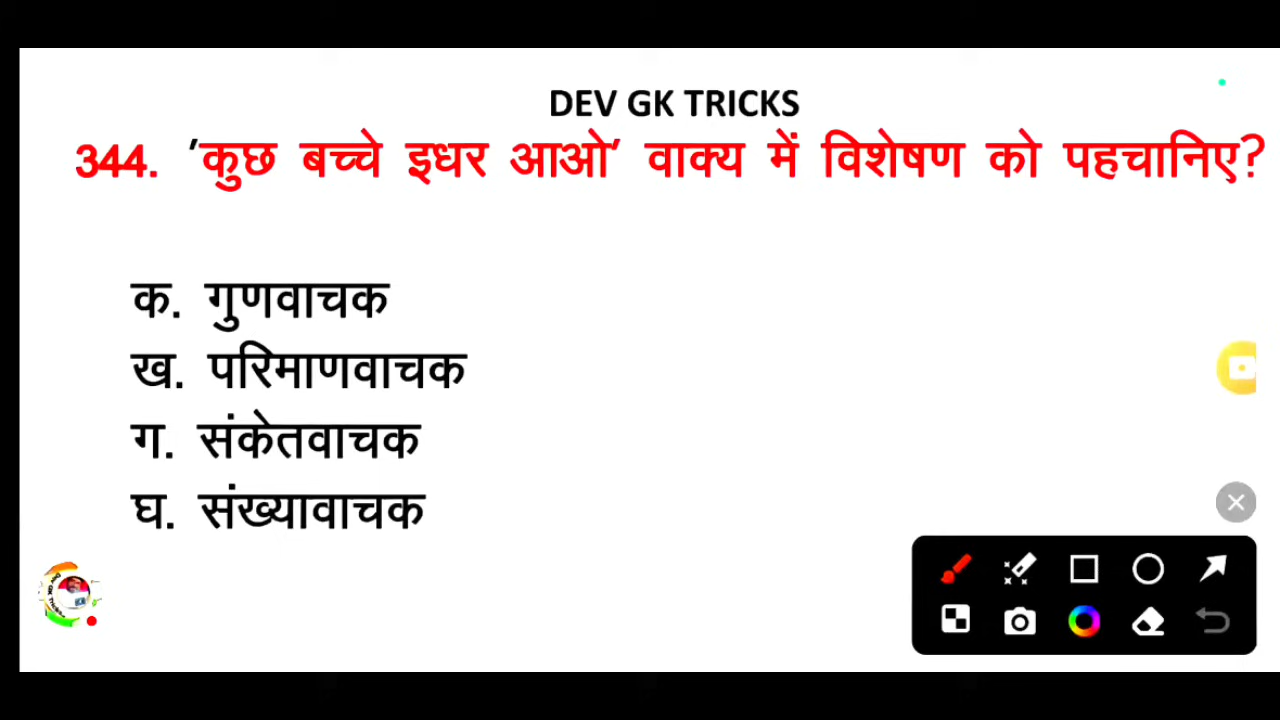 DEV GK TRICKS
344. 'कुछ बच्चे इधर आओ' वाक्य में विशेषण को पहचानिए?
क. गुणवाचक
ख. परिमाणवाचक
ग. संकेतवाचक
घ. संख्यावाचक